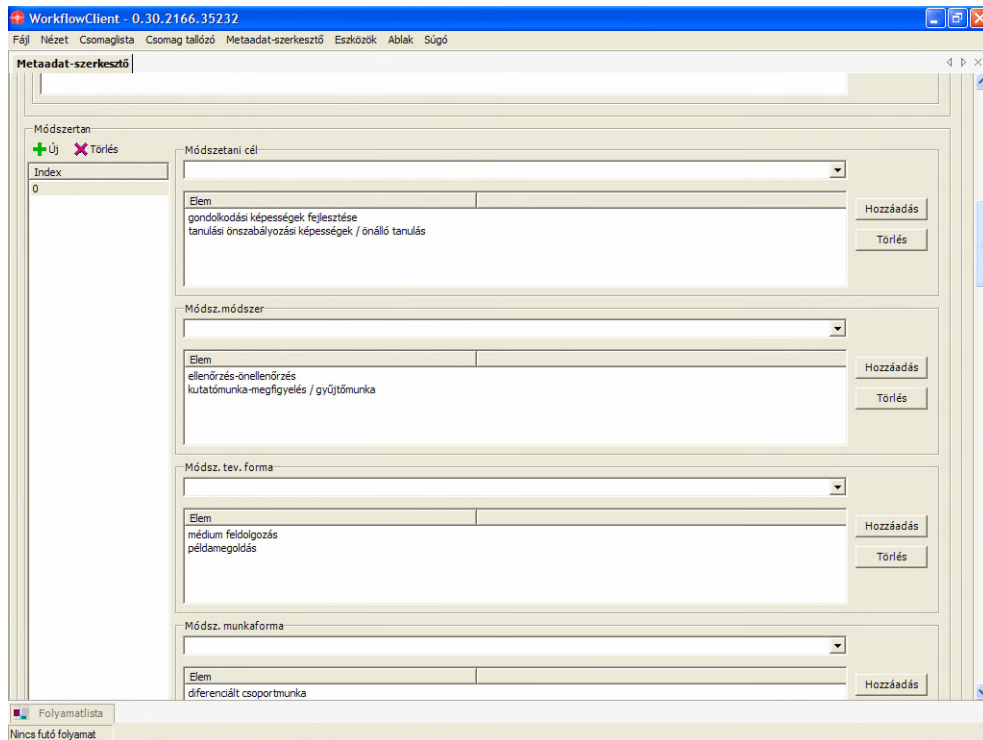 WorkflowClient - 0.30.2166.35232
Fájl Nézet Csomaglista Csomag tallózó Metaadat-szerkesztő Eszközök Ablak Súgó
Metaadat-szerkesztő
Módszertan
Új Törlés
Index
0
Módszetani cél
Elem
gondolkodási képességek fejlesztése
tanulási önszabályozási képességek / önálló tanulás
Hozzáadás
Törlés
Módsz.módszer
Elem
ellenőrzés-önellenőrzés
kutatómunka-megfigyelés / gyűjtőmunka
Hozzáadás
Törlés
Módsz. tev. forma
Elem
médium feldolgozás
példamegoldás
Hozzáadás
Törlés
Módsz. munkaforma
Elem
diferenciált csoportmunka
Hozzáadás
Folyamatlista
Nincs futó folyamat